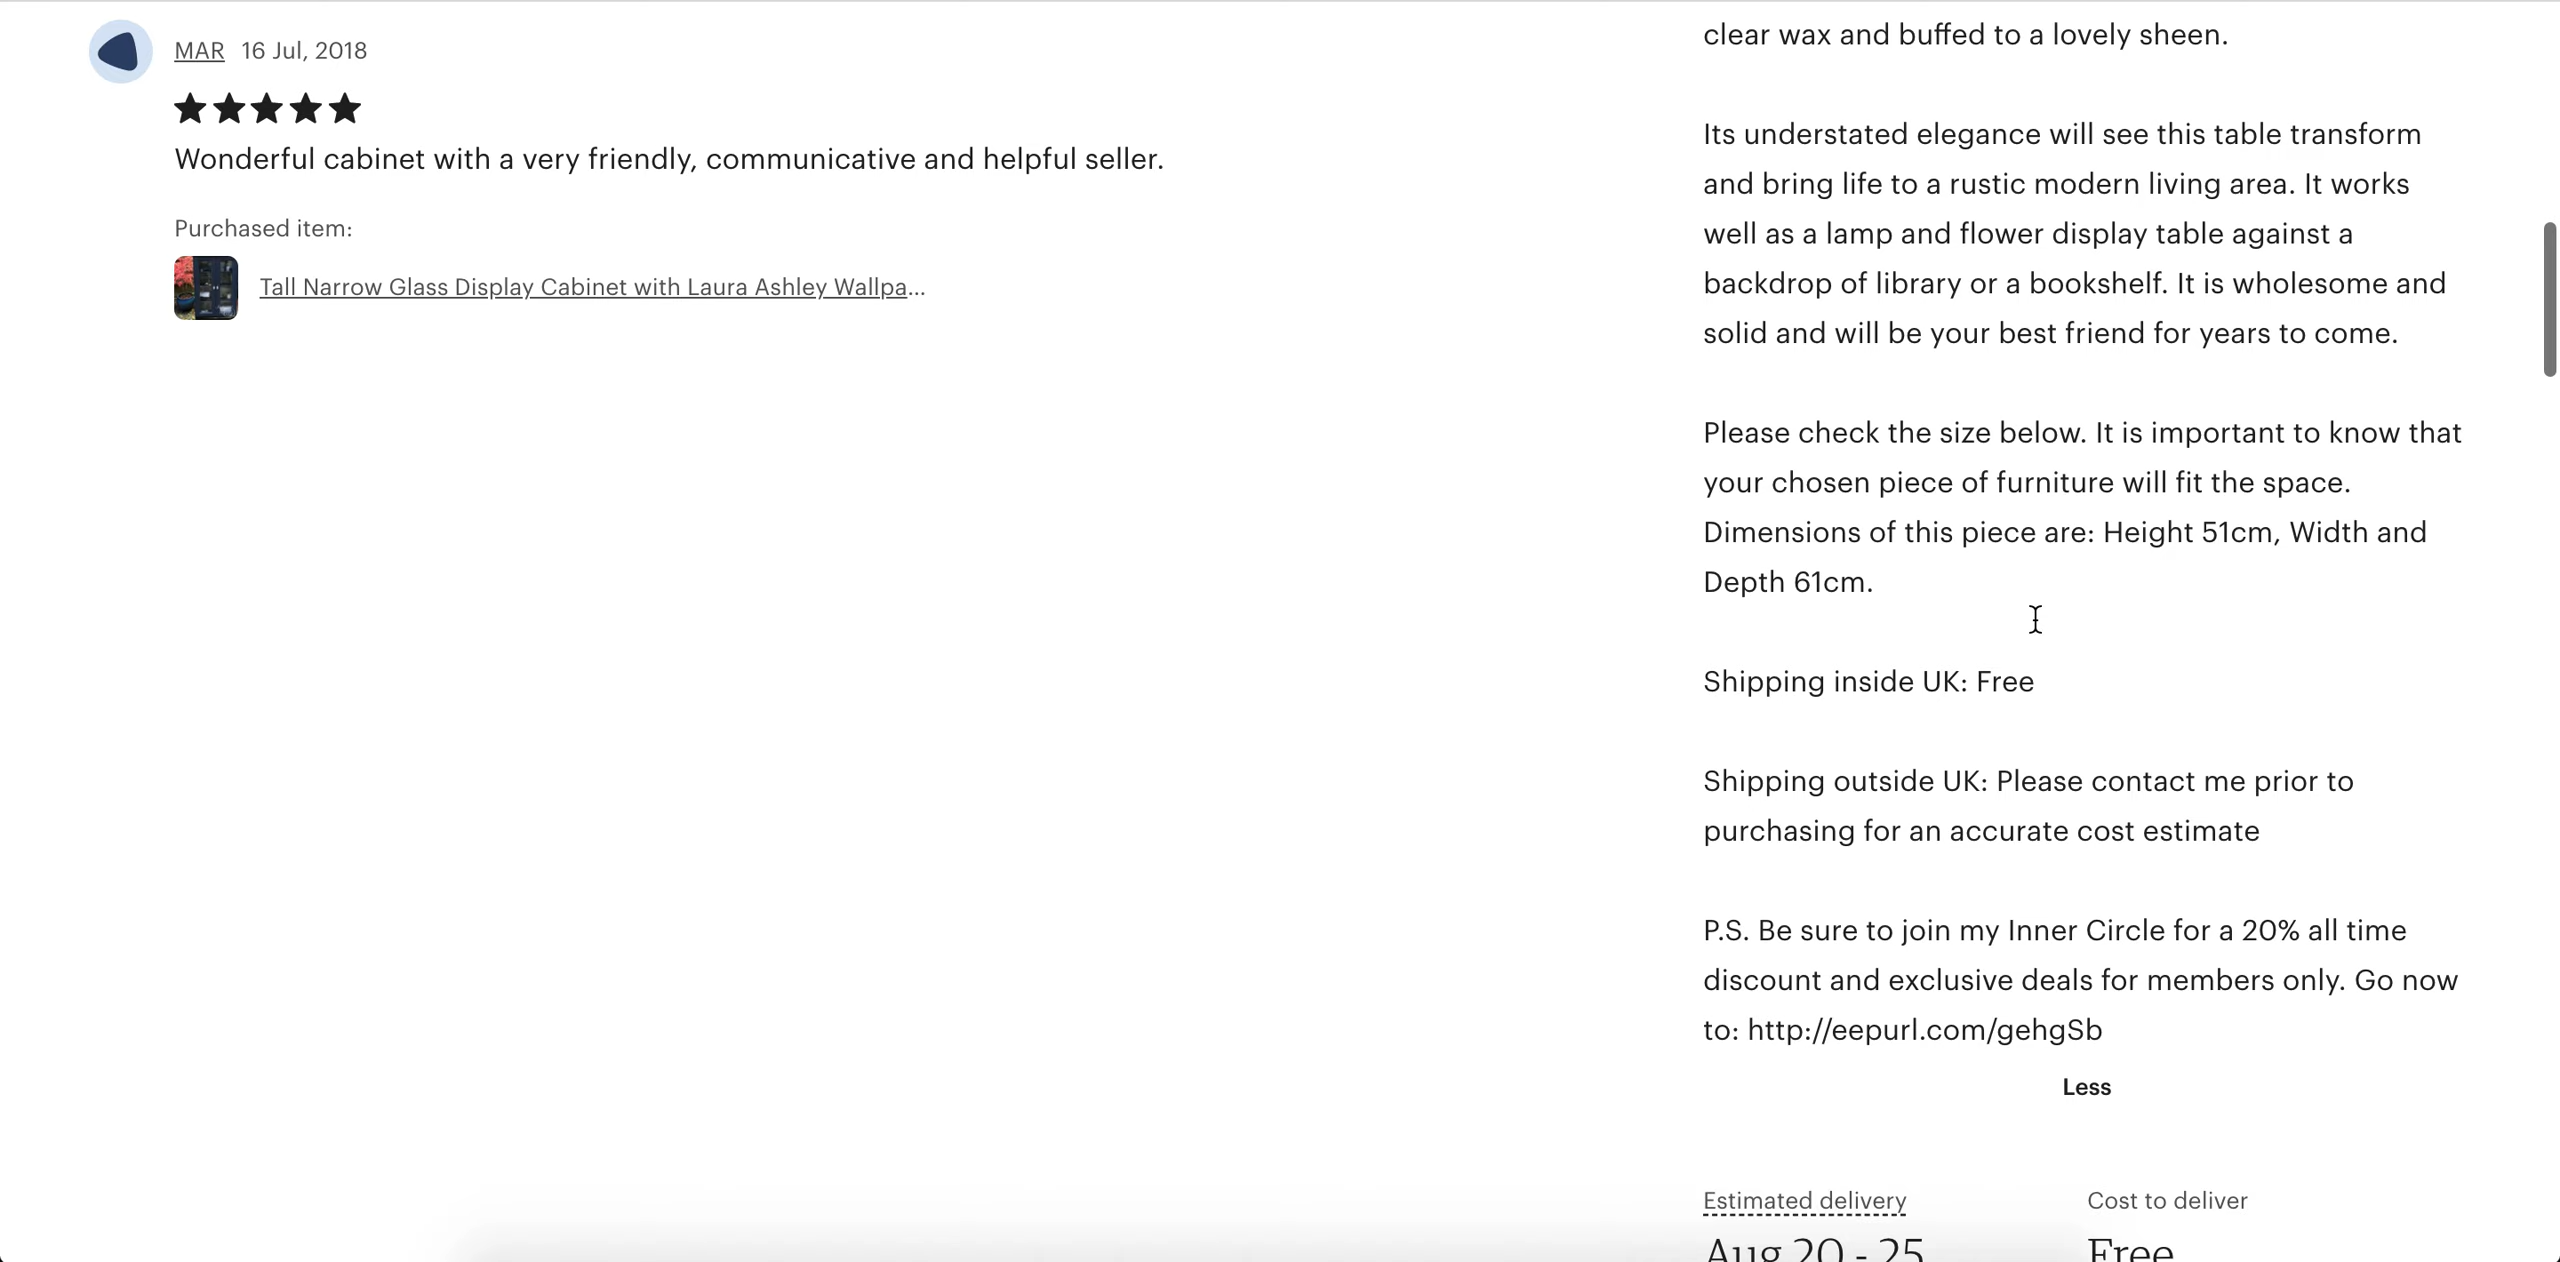 MAR 16 Jul, 2018
Wonderful cabinet with a very friendly, communicative and helpful seller.
Purchased item:
Tall Narrow Glass Display Cabinet with Laura Ashley Wallpa...
clear wax and buffed to a lovely sheen.
Its understated elegance will see this table transform
and bring life to a rustic modern living area. It works
well as a lamp and flower display table against a
backdrop of library or a bookshelf. It is wholesome and
solid and will be your best friend for years to come.
Please check the size below. It is important to know that
your chosen piece of furniture will fit the space.
Dimensions of this piece are: Height 51cm, Width and
Depth 61cm.
Shipping inside UK: Free
Shipping outside UK: Please contact me prior to
purchasing for an accurate cost estimate
P.S. Be sure to join my Inner Circle for a 20% all time
discount and exclusive deals for members only. Go now
to: http://eepurl.com/gehgSb
Less
Estimated delivery
Aug 20 - 25
Cost to deliver
Free